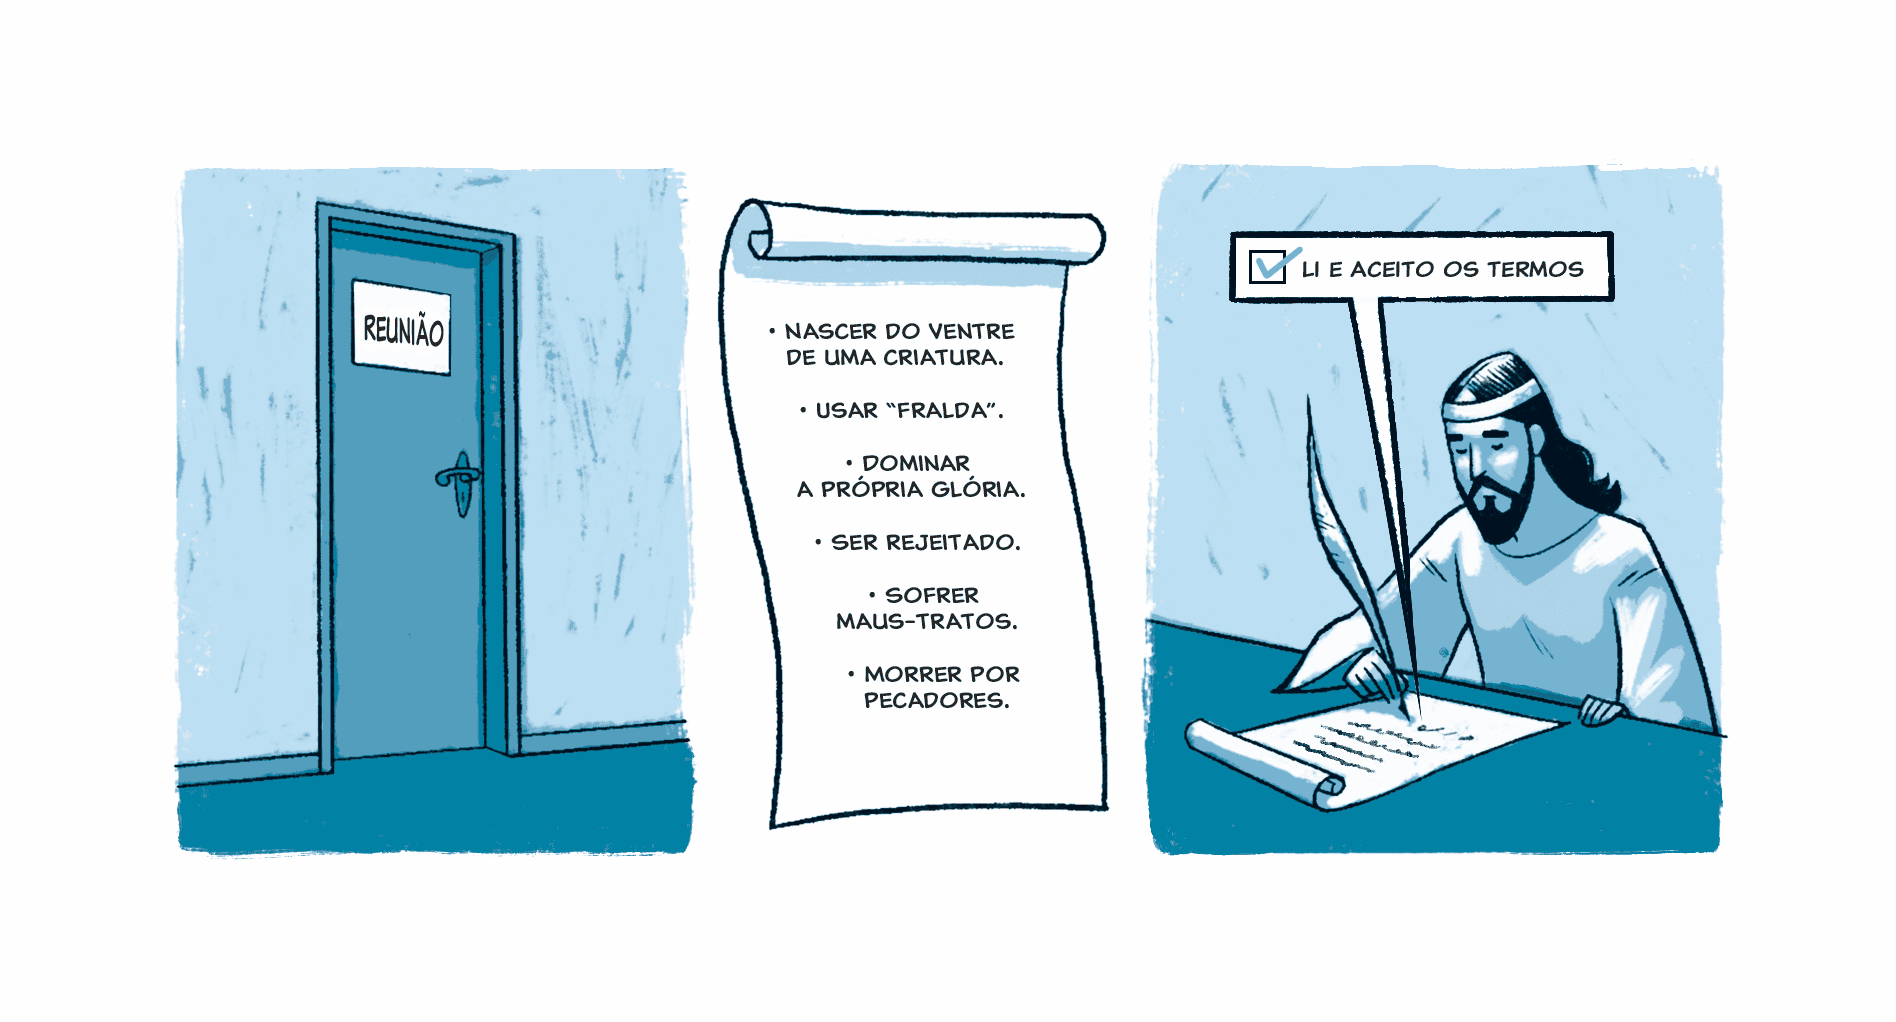 REUNIÃO
• NASCER DO VENTRE
DE UMA CRIATURA.
• USAR “FRALDA”.
• DOMINAR
A PRÓPRIA GLÓRIA.
• SER REJEITADO.
• SOFRER
MAUS-TRATOS.
• MORRER POR
PECADORES.
LI E ACEITO OS TERMOS